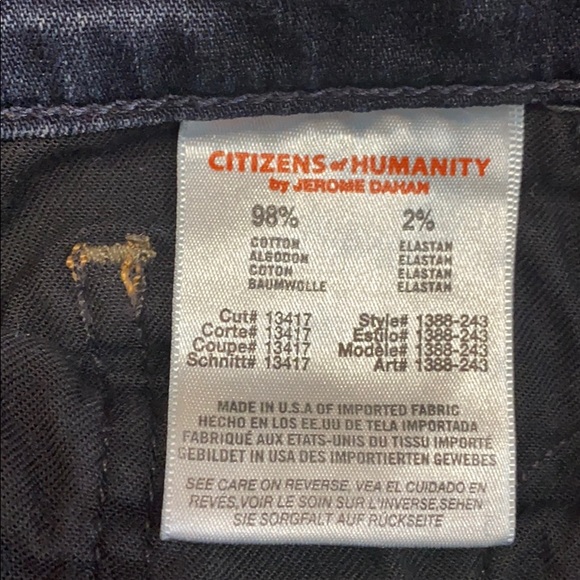 CITIZENS of HUMANITY
by JEROME DAHAN
98% 2%
COTTON ELASTAN
ALGODON ELASTAN
COTON ELASTAN
BAUMWOLLE ELASTAN
Cut# 13417 Style# 1388-243
Corte# 13417 Estilo# 1388-243
Coupe# 13417 Modèle# 1388-243
Schnitt# 13417 Art# 1388-243
MADE IN U.S.A OF IMPORTED FABRIC
HECHO EN LOS EE.UU DE TELA IMPORTADA
FABRIQUÉ AUX ETATS-UNIS DU TISSU IMPORTÉ
GEBILDET IN USA DES IMPORTIERTEN GEWEBES
SEE CARE ON REVERSE, VEA EL CUIDADO EN
REVÉS,VOIR LE SOIN SUR L'INVERSE,SEHEN
SIE SORGFALT AUF RÜCKSEITE